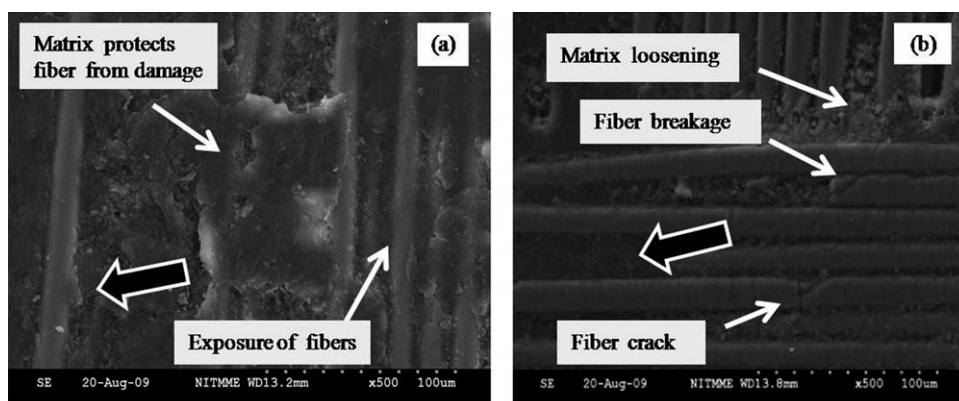 Matrix protects
fiber from damage
(a)
Exposure of fibers
SE 20-Aug-09 NITMME WD13.2mm x500 100um
(b)
Matrix loosening
Fiber breakage
Fiber crack
SE 20-Aug-09 NITMME WD13.8mm x500 100um